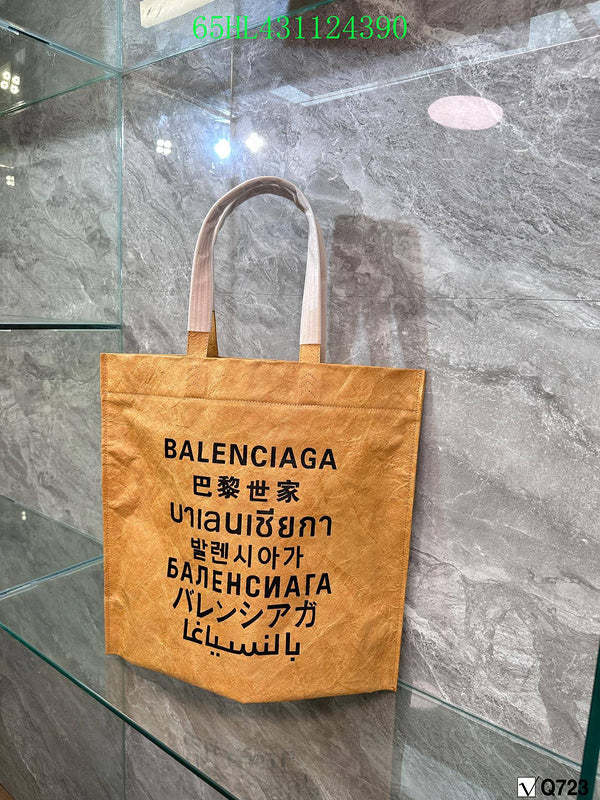 65HL431124390
BALENCIAGA
巴黎世家
บาเลนเซียกา
발렌시아가
БАЛЕНСИАГА
バレンシアガ
بالنسياغا
√ Q723